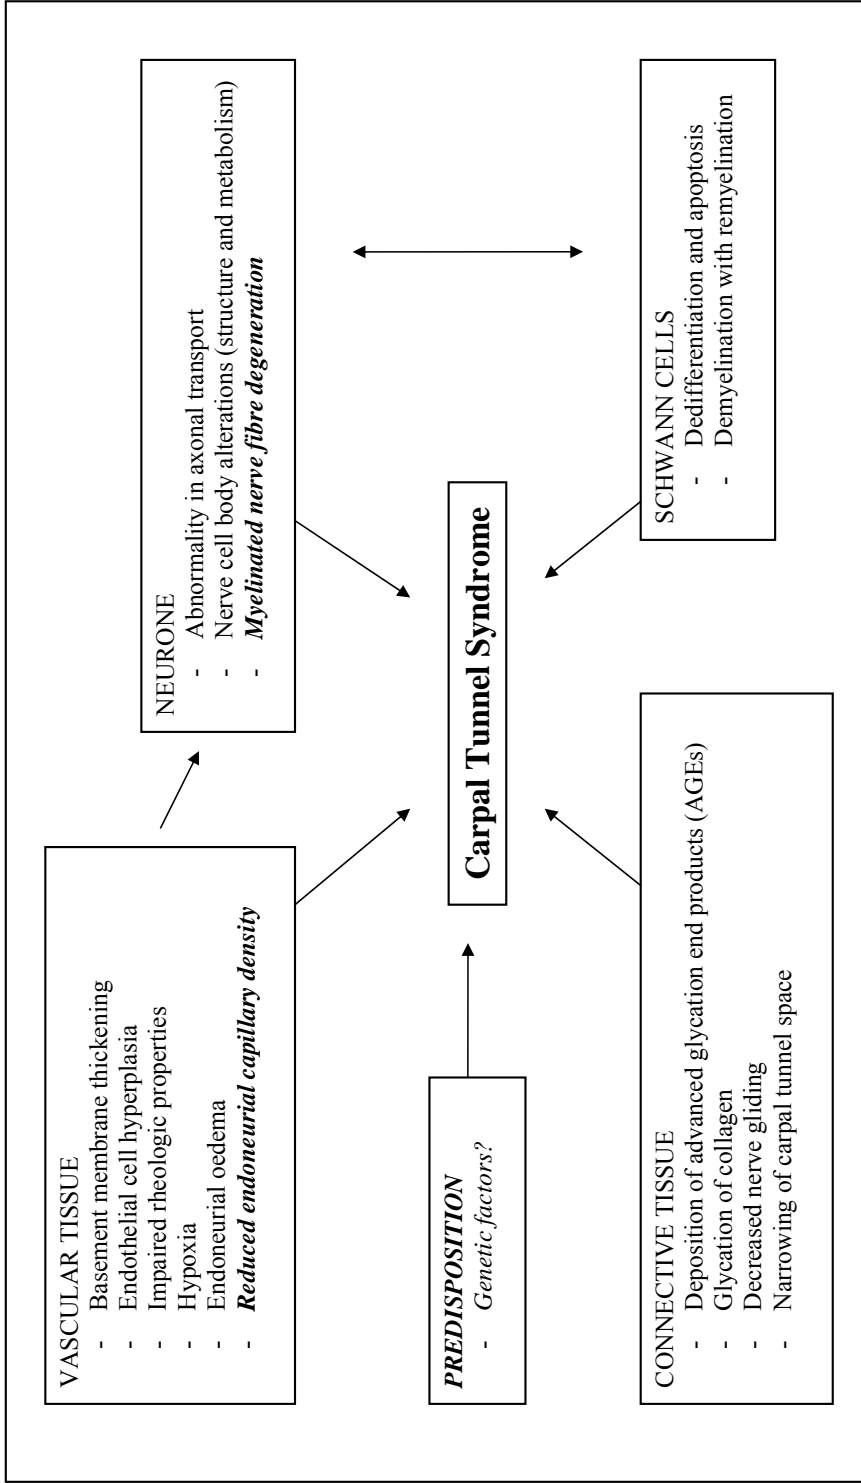 VASCULAR TISSUE
- Basement membrane thickening
- Endothelial cell hyperplasia
- Impaired rheologic properties
- Hypoxia
- Endoneurial oedema
- Reduced endoneurial capillary density
NEURONE
- Abnormality in axonal transport
- Nerve cell body alterations (structure and metabolism)
- Myelinated nerve fibre degeneration
PREDISPOSITION
- Genetic factors?
Carpal Tunnel Syndrome
CONNECTIVE TISSUE
- Deposition of advanced glycation end products (AGEs)
- Glycation of collagen
- Decreased nerve gliding
- Narrowing of carpal tunnel space
SCHWANN CELLS
- Dedifferentiation and apoptosis
- Demyelination with remyelination